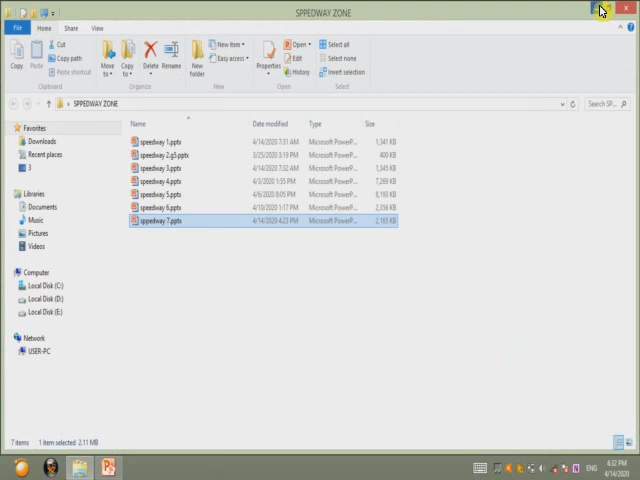 SPPEDWAY ZONE
File Home Share View
Copy Paste Cut Copy path Paste shortcut Move to Copy to Delete Rename New folder New item Easy access Properties Open Edit History Select all Select none Invert selection
Clipboard Organize New Open Select
SPPEDWAY ZONE Search SP...
Name Date modified Type Size
Favorites
Downloads
Recent places
3
Libraries
Documents
Music
Pictures
Videos
Computer
Local Disk (C:)
Local Disk (D:)
Local Disk (E:)
Network
USER-PC
speedway 1.pptx 4/14/2020 7:31 AM Microsoft PowerP... 1,341 KB
speedway 2.g5.pptx 3/25/2020 3:19 PM Microsoft PowerP... 400 KB
speedway 3.pptx 4/14/2020 7:32 AM Microsoft PowerP... 1,345 KB
speedway 4.pptx 4/3/2020 1:55 PM Microsoft PowerP... 7,269 KB
speedway 5.pptx 4/6/2020 8:05 PM Microsoft PowerP... 8,193 KB
speedway 6.pptx 4/10/2020 1:17 PM Microsoft PowerP... 2,356 KB
sppedway 7.pptx 4/14/2020 4:23 PM Microsoft PowerP... 2,165 KB
7 items 1 item selected 2.11 MB
ENG 4:32 PM
4/14/2020